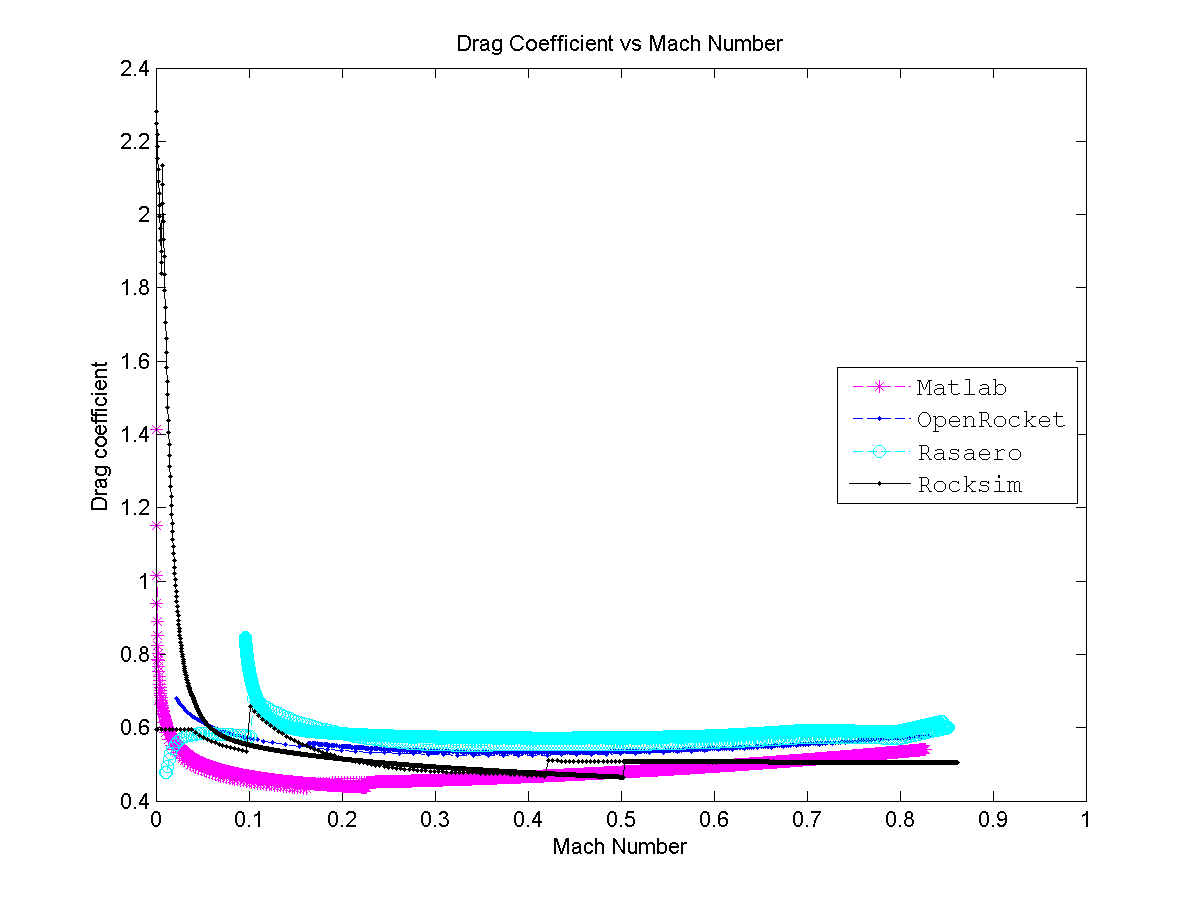 Drag Coefficient vs Mach Number
2.4
2.2
2
1.8
1.6
1.4
1.2
1
0.8
0.6
0.4
Drag coefficient
Matlab
OpenRocket
Rasaero
Rocksim
0 0.1 0.2 0.3 0.4 0.5 0.6 0.7 0.8 0.9 1
Mach Number